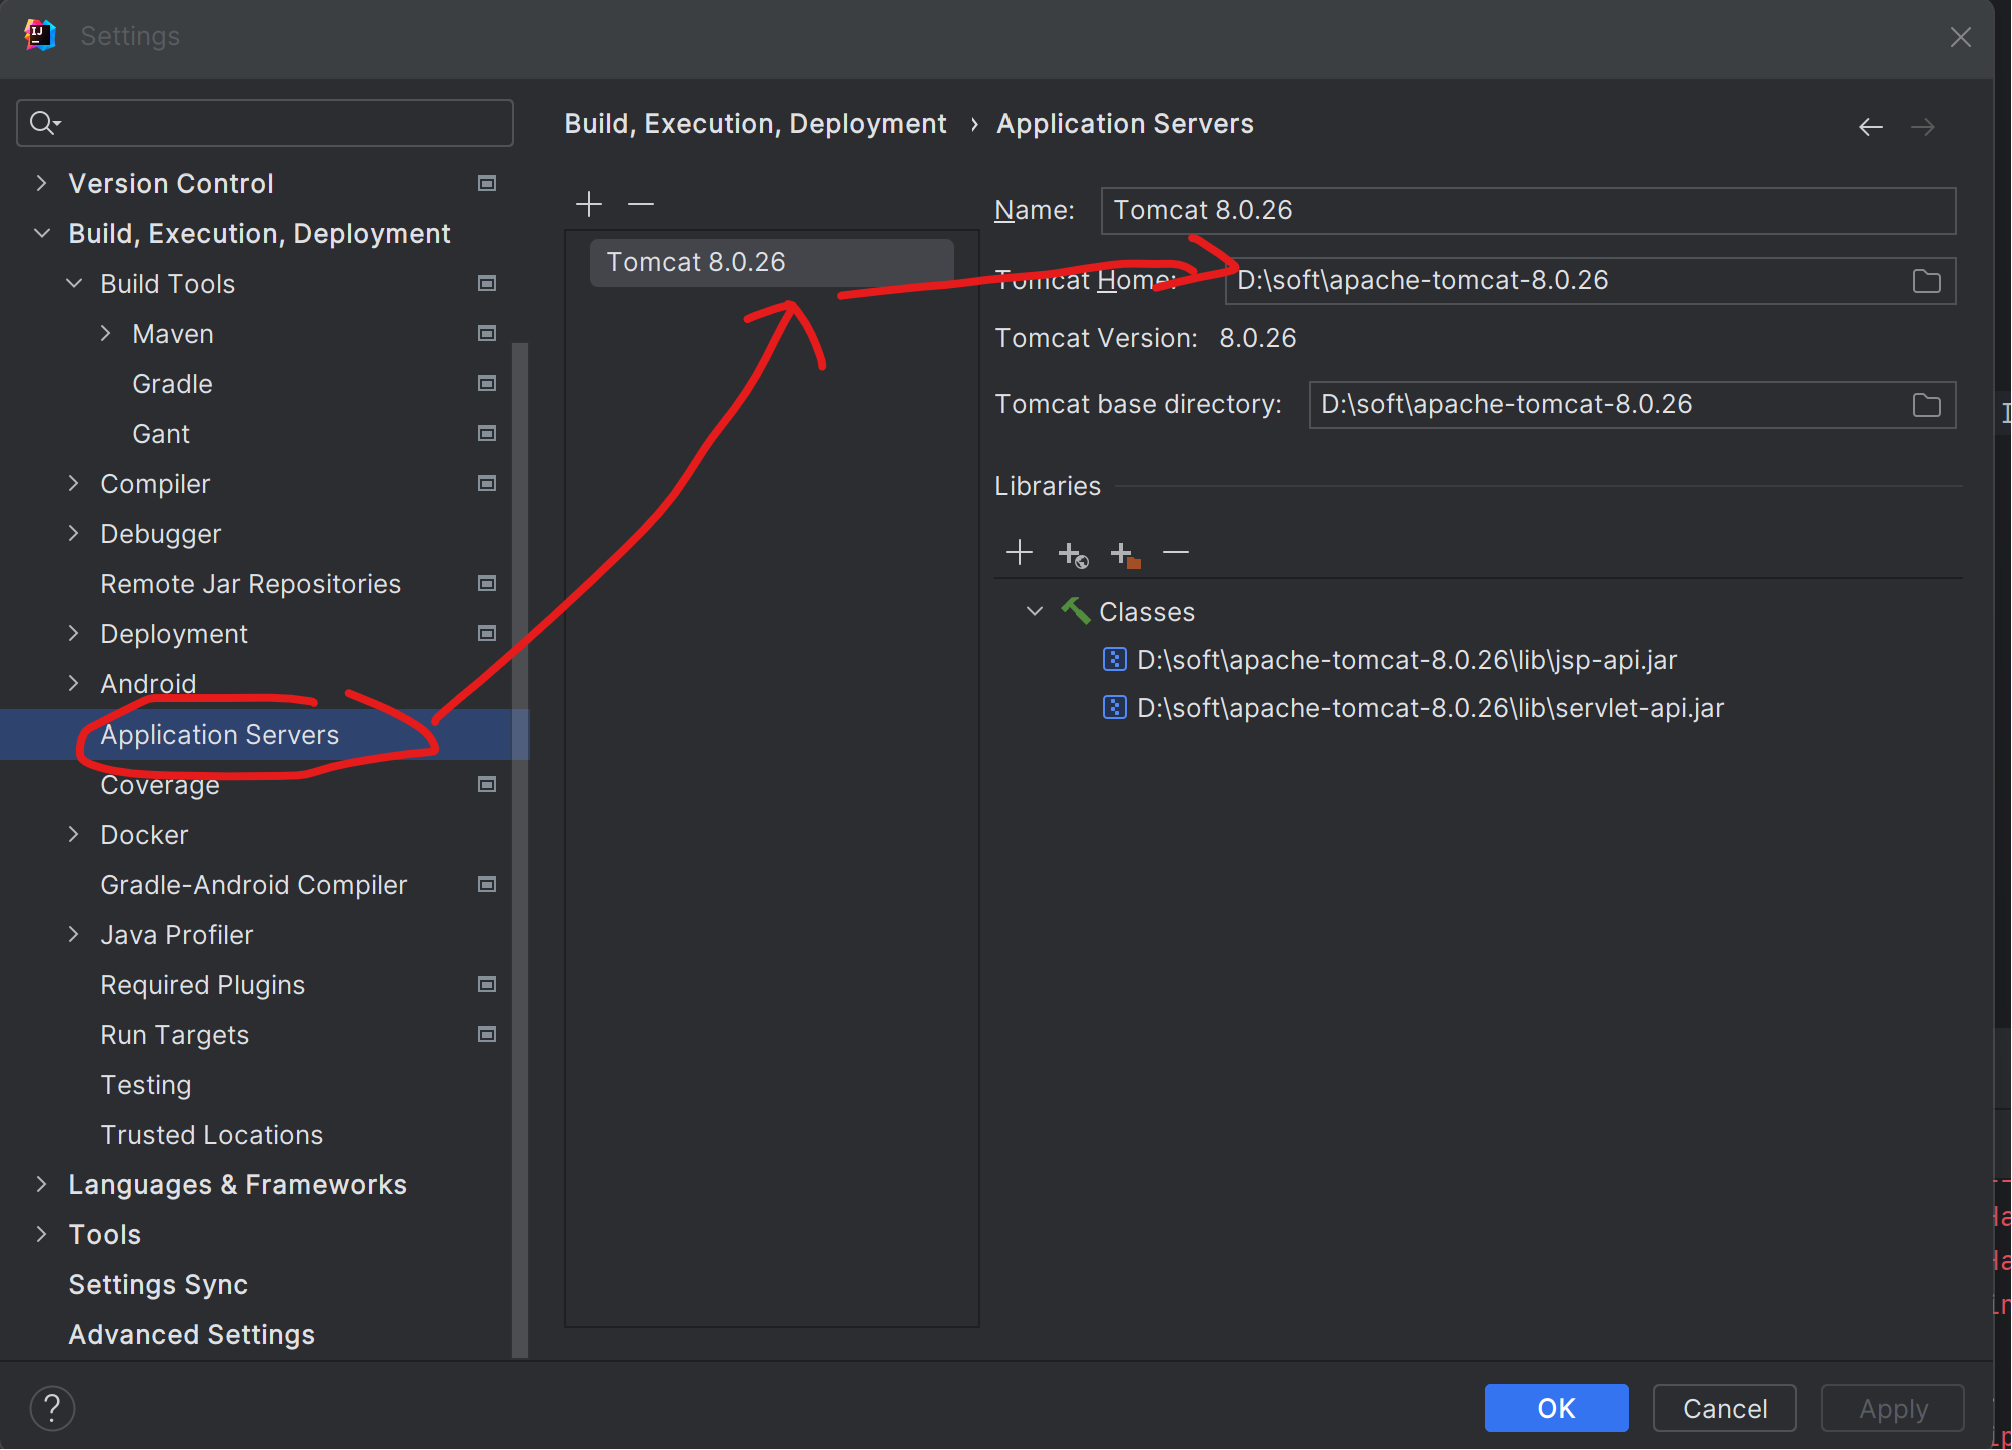 Settings
Build, Execution, Deployment › Application Servers
Version Control
Build, Execution, Deployment
Build Tools
Maven
Gradle
Gant
Compiler
Debugger
Remote Jar Repositories
Deployment
Android
Application Servers
Coverage
Docker
Gradle-Android Compiler
Java Profiler
Required Plugins
Run Targets
Testing
Trusted Locations
Languages & Frameworks
Tools
Settings Sync
Advanced Settings
Tomcat 8.0.26
Name: Tomcat 8.0.26
Tomcat Home: D:\soft\apache-tomcat-8.0.26
Tomcat Version: 8.0.26
Tomcat base directory: D:\soft\apache-tomcat-8.0.26
Libraries
Classes
D:\soft\apache-tomcat-8.0.26\lib\jsp-api.jar
D:\soft\apache-tomcat-8.0.26\lib\servlet-api.jar
?
OK
Cancel
Apply